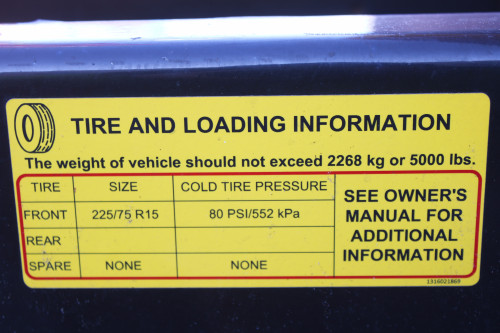 TIRE AND LOADING INFORMATION
The weight of vehicle should not exceed 2268 kg or 5000 lbs.
TIRE SIZE COLD TIRE PRESSURE
FRONT 225/75 R15 80 PSI/552 kPa
REAR
SPARE NONE NONE
SEE OWNER'S
MANUAL FOR
ADDITIONAL
INFORMATION
1316021869